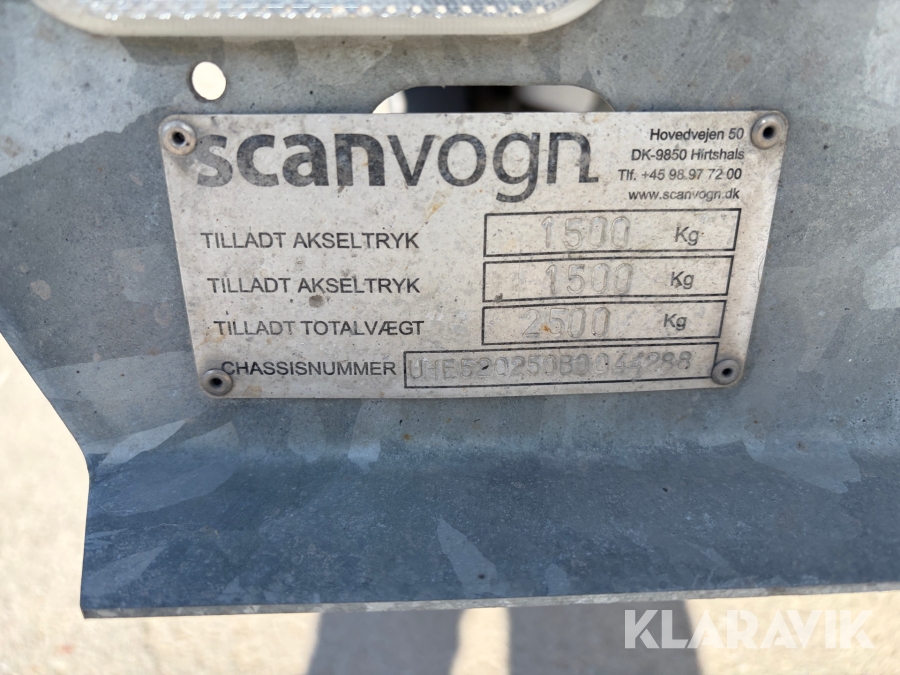 scanvogn
Hovedvejen 50
DK-9850 Hirtshals
Tlf. +45 98 97 72 00
www.scanvogn.dk
TILLADT AKSELTRYK 1500 Kg
TILLADT AKSELTRYK 1500 Kg
TILLADT TOTALVÆGT 2500 Kg
CHASSISNUMMER UHE520250B0044288
KLARAVIK